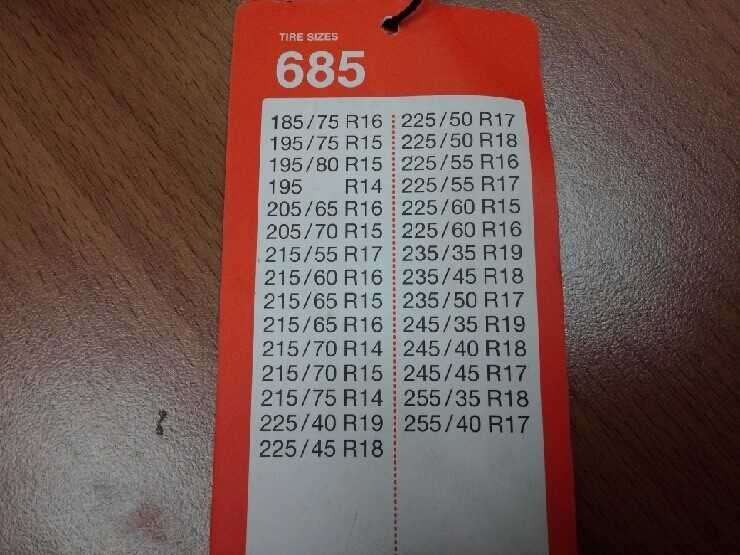 TIRE SIZES
685
185/75 R16
195/75 R15
195/80 R15
195 R14
205/65 R16
205/70 R15
215/55 R17
215/60 R16
215/65 R15
215/65 R16
215/70 R14
215/70 R15
215/75 R14
225/40 R19
225/45 R18
225/50 R17
225/50 R18
225/55 R16
225/55 R17
225/60 R15
225/60 R16
235/35 R19
235/45 R18
235/50 R17
245/35 R19
245/40 R18
245/45 R17
255/35 R18
255/40 R17